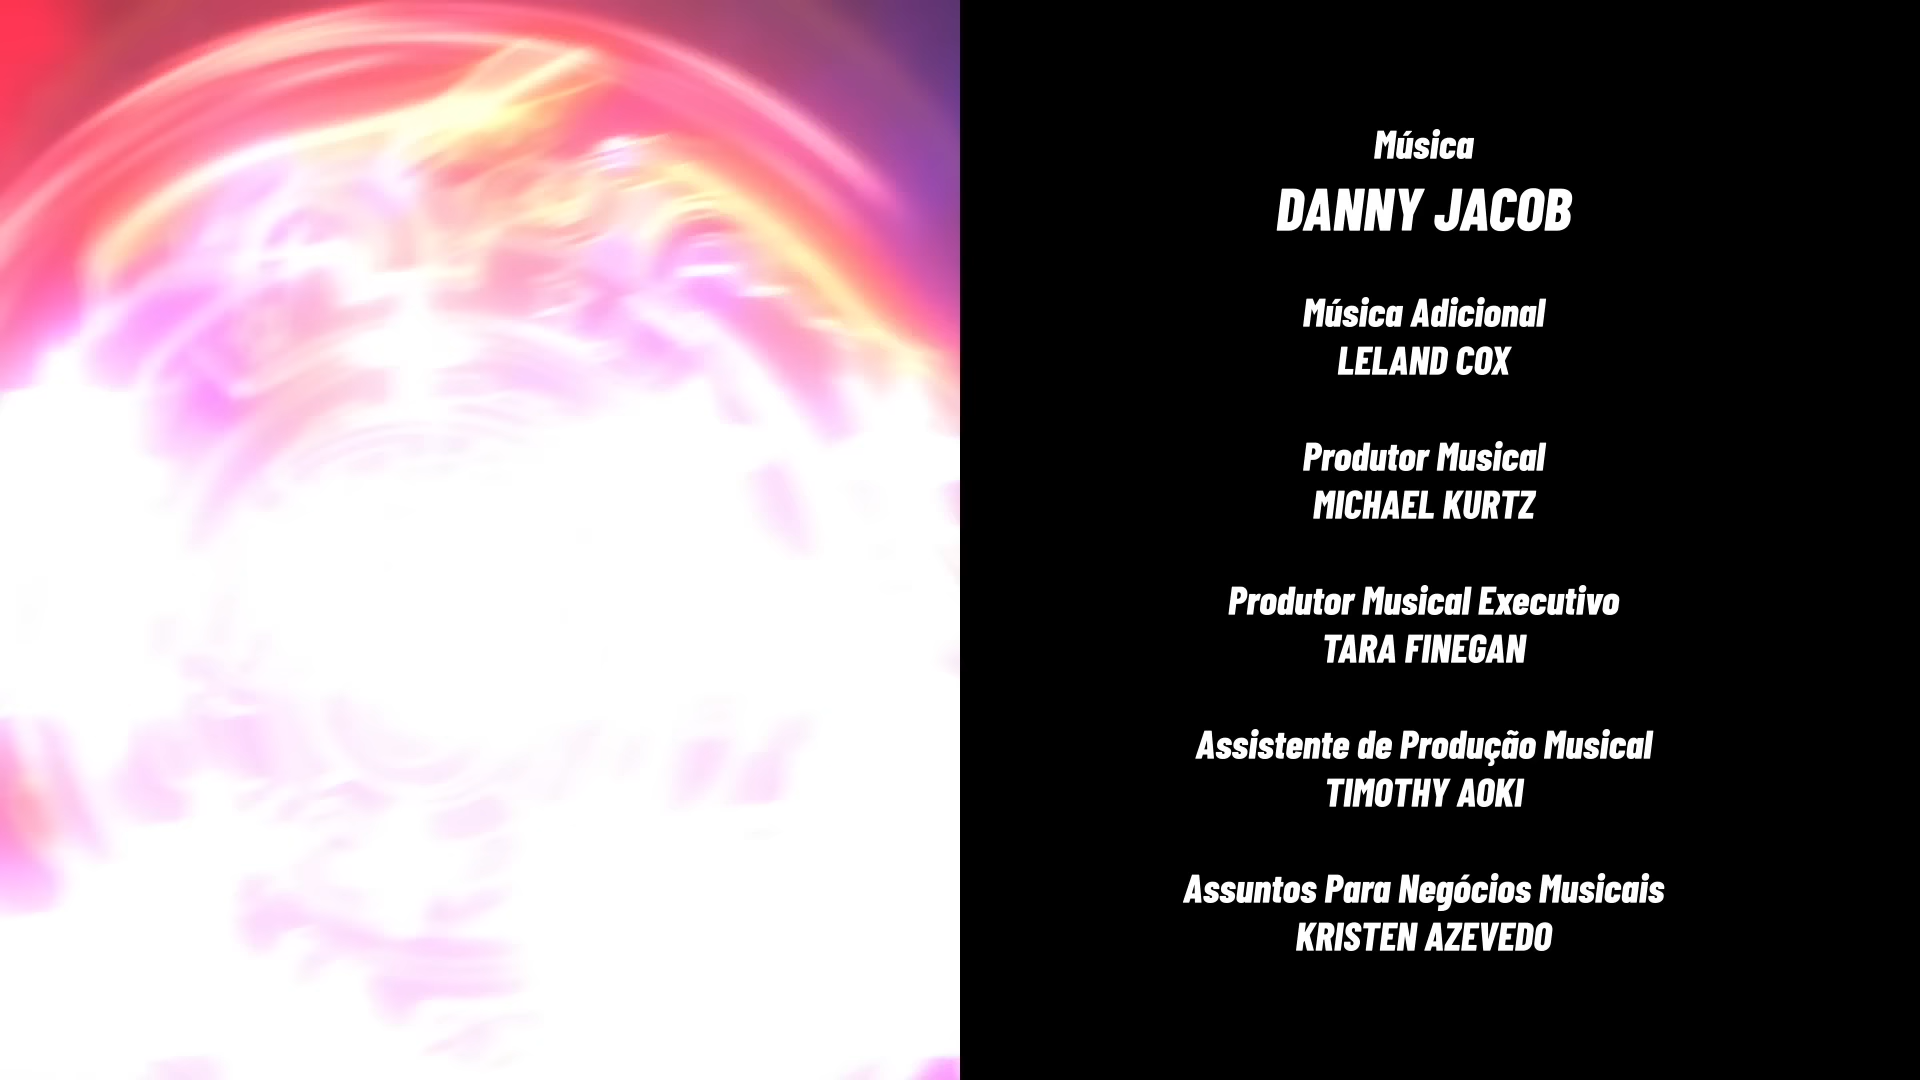 Música
DANNY JACOB
Música Adicional
LELAND COX
Produtor Musical
MICHAEL KURTZ
Produtor Musical Executivo
TARA FINEGAN
Assistente de Produção Musical
TIMOTHY AOKI
Assuntos Para Negócios Musicais
KRISTEN AZEVEDO